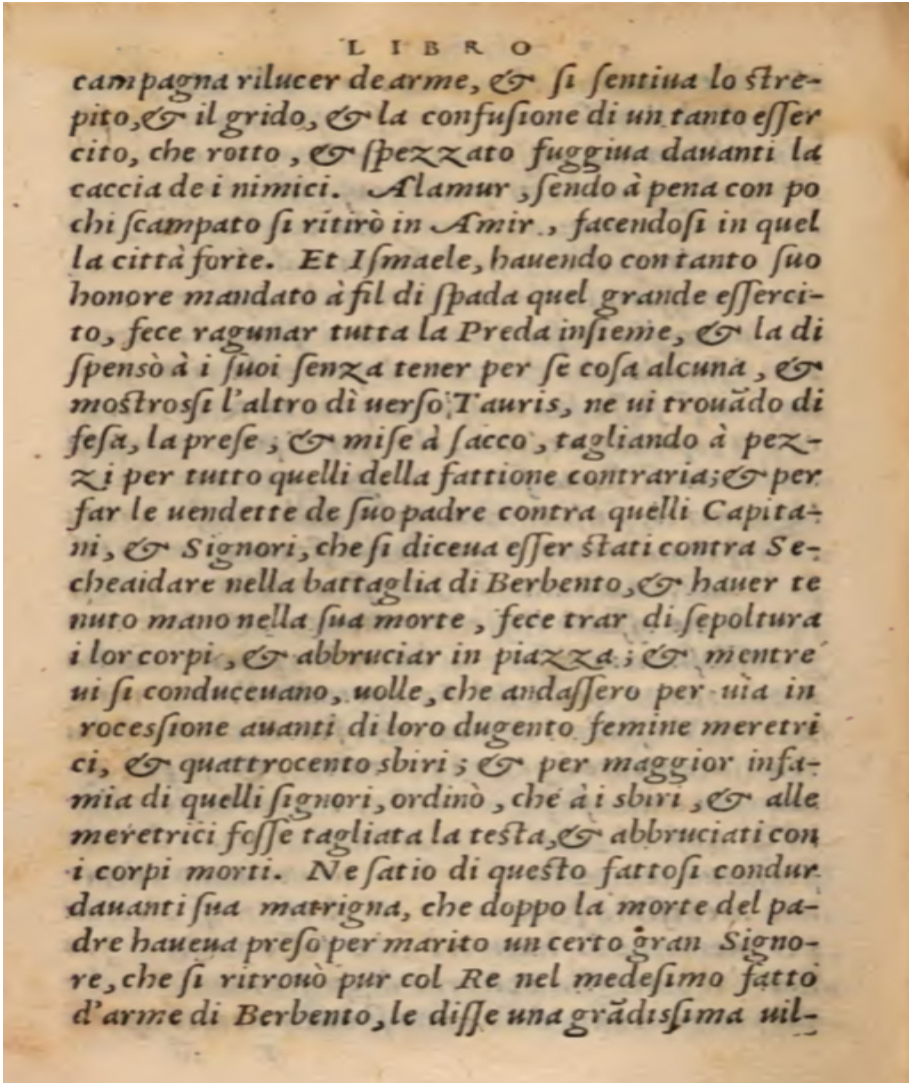 LIBRO
campagna rilucer de arme, & ſi ſentiua lo ſtre-
pito, & il grido, & la confuſione di un tanto eſſer
cito, che rotto, & ſpezzato fuggiua dauanti la
caccia de i nimici. Alamur, ſendo à pena con po
chi ſcampato ſi ritirò in Amir, facendoſi in quel
la città forte. Et Iſmaele, hauendo con tanto ſuo
honore mandato à fil di ſpada quel grande eſſerci-
to, fece ragunar tutta la Preda inſieme, & la di
ſpensò à i ſuoi ſenza tener per ſe coſa alcuna, &
moſtroſſi l'altro dì uerſo Tauris, ne ui trouãdo di
feſa, la preſe, & miſe à ſacco, tagliando à pez-
zi per tutto quelli della fattione contraria; & per
far le uendette de ſuo padre contra quelli Capita-
ni, & Signori, che ſi diceua eſſer ſtati contra Se-
cheaidare nella battaglia di Berbento, & hauer te
nuto mano nella ſua morte, fece trar di ſepoltura
i lor corpi, & abbruciar in piazza; & mentre
ui ſi conduceuano, uolle, che andaſſero per uia in
roceſſione auanti di loro dugento femine meretri
ci, & quattrocento sbiri; & per maggior infa-
mia di quelli ſignori, ordinò, che à i sbiri, & alle
meretrici foſſe tagliata la teſta, & abbruciati con
i corpi morti. Ne ſatio di queſto fattoſi condur
dauanti ſua matrigna, che doppo la morte del pa-
dre haueua preſo per marito un certo gran Signo-
re, che ſi ritrouò pur col Re nel medeſimo fatto
d'arme di Berbento, le diſſe una grãdiſſima uil-